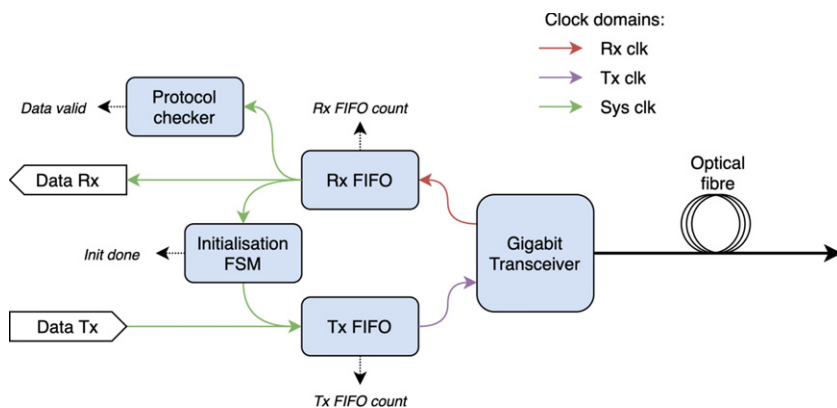 Clock domains:
Rx clk
Tx clk
Sys clk
Data valid
Protocol
checker
Rx FIFO count
Data Rx
Rx FIFO
Optical
fibre
Init done
Initialisation
FSM
Gigabit
Transceiver
Data Tx
Tx FIFO
Tx FIFO count